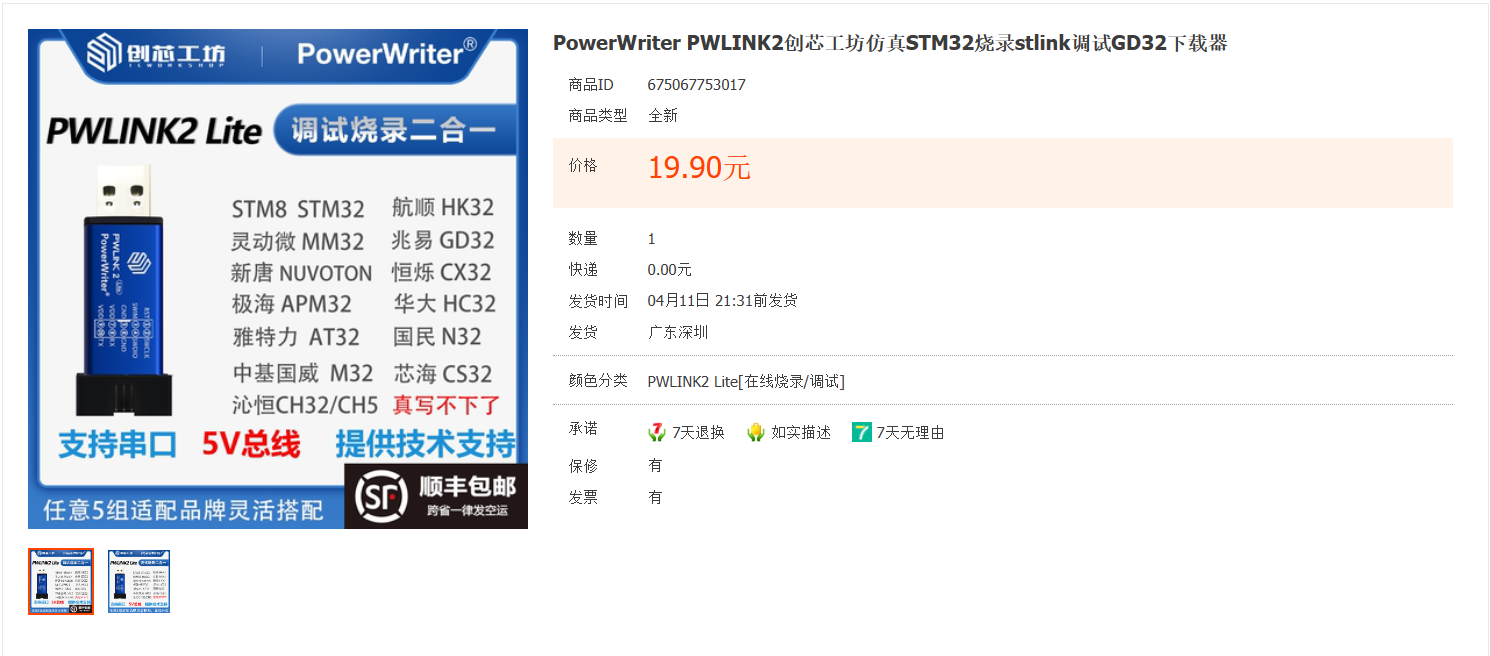 创芯工坊
ICWORKSHOP
PowerWriter®
PWLINK2 Lite
调试烧录二合一
STM8 STM32 航顺 HK32
灵动微 MM32 兆易 GD32
新唐 NUVOTON 恒烁 CX32
极海 APM32 华大 HC32
雅特力 AT32 国民 N32
中基国威 M32 芯海 CS32
沁恒CH32/CH5 真写不下了
PWLINK 2 Lite
PowerWriter®
支持串口 5V总线 提供技术支持
任意5组适配品牌灵活搭配
SF
顺丰包邮
跨省一律发空运
PowerWriter PWLINK2创芯工坊仿真STM32烧录stlink调试GD32下载器
商品ID 675067753017
商品类型 全新
价格 19.90元
数量 1
快递 0.00元
发货时间 04月11日 21:31前发货
发货 广东深圳
颜色分类 PWLINK2 Lite[在线烧录/调试]
承诺 7天退换 如实描述 7 7天无理由
保修 有
发票 有